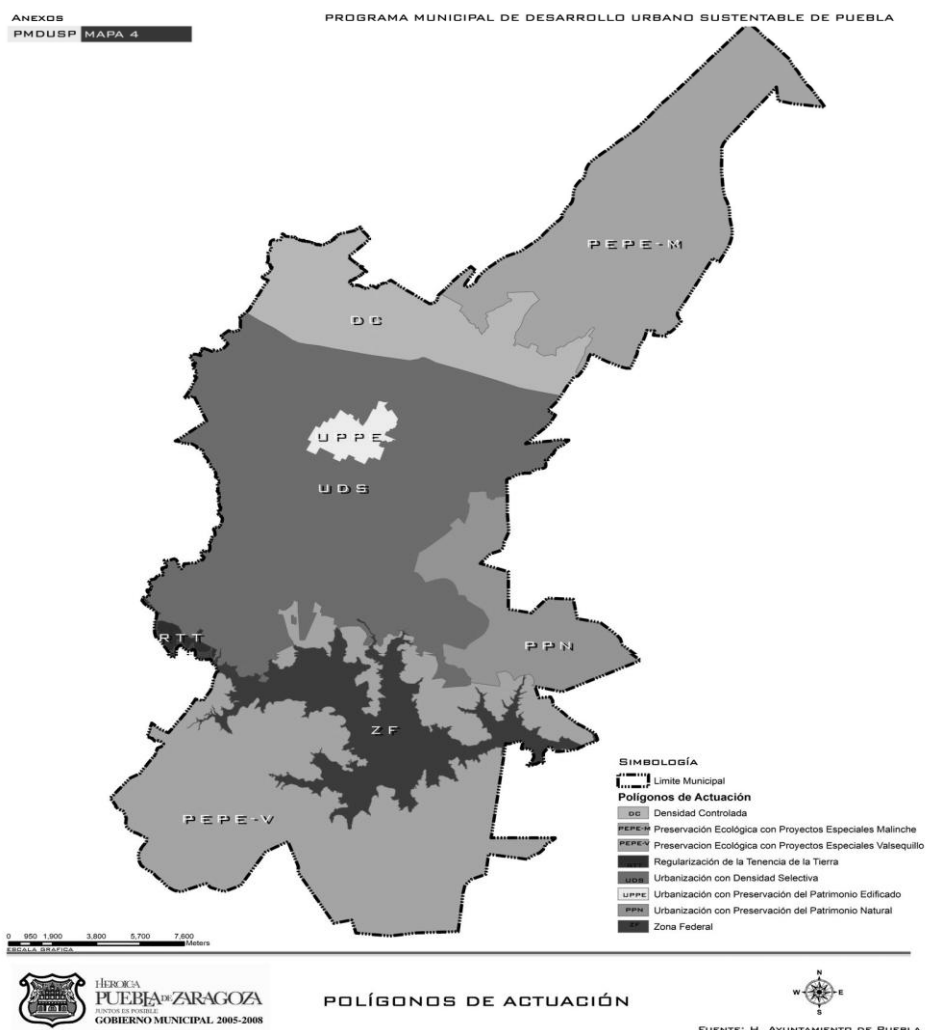 ANEXOS
PROGRAMA MUNICIPAL DE DESARROLLO URBANO SUSTENTABLE DE PUEBLA
PMDUSP MAPA 4
PEPE-M
DC
UPPE
UDS
RTT
PPN
ZF
PEPE-V
SIMBOLOGÍA
Limite Municipal
Polígonos de Actuación
DC Densidad Controlada
PEPE-M Preservación Ecológica con Proyectos Especiales Malinche
PEPE-V Preservacion Ecológica con Proyectos Especiales Valsequillo
RTT Regularización de la Tenencia de la Tierra
UDS Urbanización con Densidad Selectiva
UPPE Urbanización con Preservación del Patrimonio Edificado
PPN Urbanización con Preservación del Patrimonio Natural
ZF Zona Federal
0 950 1,900 3,800 5,700 7,600
Meters
ESCALA GRAFICA
HEROICA
PUEBLA DE ZARAGOZA
JUNTOS ES POSIBLE
GOBIERNO MUNICIPAL 2005-2008
POLÍGONOS DE ACTUACIÓN
N
W E
S
FUENTE: H. AYUNTAMIENTO DE PUEBLA